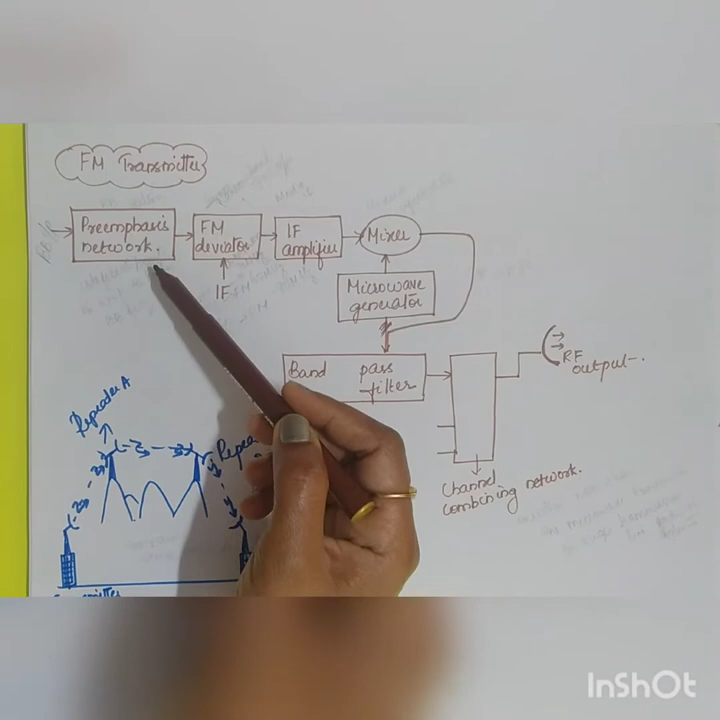 FM Transmitter
Preemphasis
network.
FM
deviator
IF
amplifier
Mixer
IF
Microwave
generator
Band pass
filter
RF
output
Channel
combining network.
Repeater A
InShOt